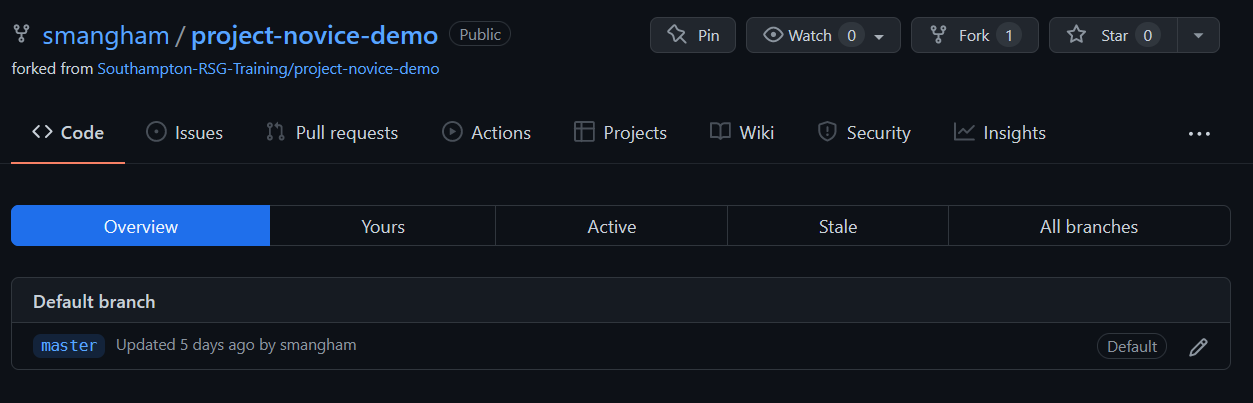 smangham / project-novice-demo Public Pin Watch 0 Fork 1 Star 0
forked from Southampton-RSG-Training/project-novice-demo
Code Issues Pull requests Actions Projects Wiki Security Insights ...
Overview Yours Active Stale All branches
Default branch
master Updated 5 days ago by smangham Default